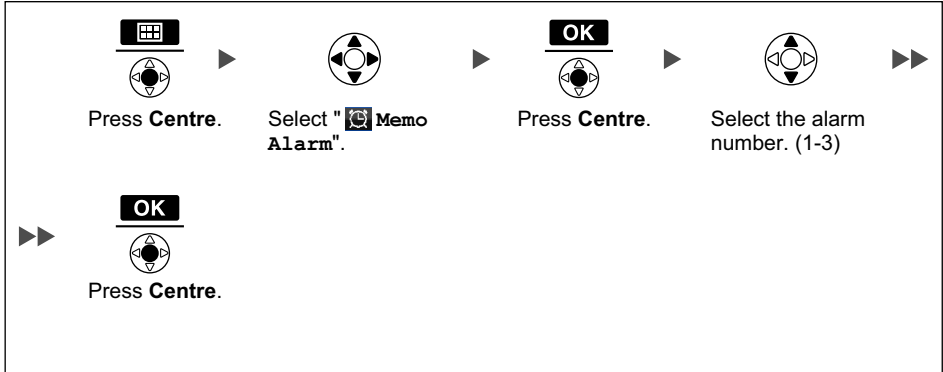 OK
Press Centre.
Select " Memo
Alarm".
Press Centre.
Select the alarm
number. (1-3)
OK
Press Centre.